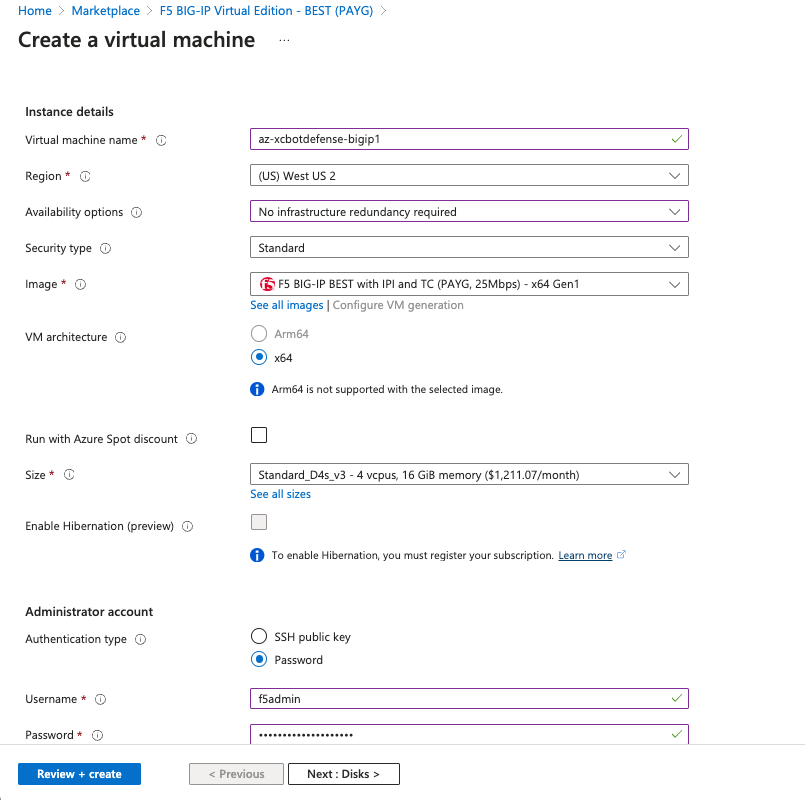 Home > Marketplace > F5 BIG-IP Virtual Edition - BEST (PAYG) >
Create a virtual machine ...
Instance details
Virtual machine name * az-xcbotdefense-bigip1
Region * (US) West US 2
Availability options No infrastructure redundancy required
Security type Standard
Image * f5 F5 BIG-IP BEST with IPI and TC (PAYG, 25Mbps) - x64 Gen1
See all images | Configure VM generation
VM architecture Arm64
x64
Arm64 is not supported with the selected image.
Run with Azure Spot discount
Size * Standard_D4s_v3 - 4 vcpus, 16 GiB memory ($1,211.07/month)
See all sizes
Enable Hibernation (preview)
To enable Hibernation, you must register your subscription. Learn more
Administrator account
Authentication type SSH public key
Password
Username * f5admin
Password * ••••••••••••••••••••
Review + create < Previous Next : Disks >